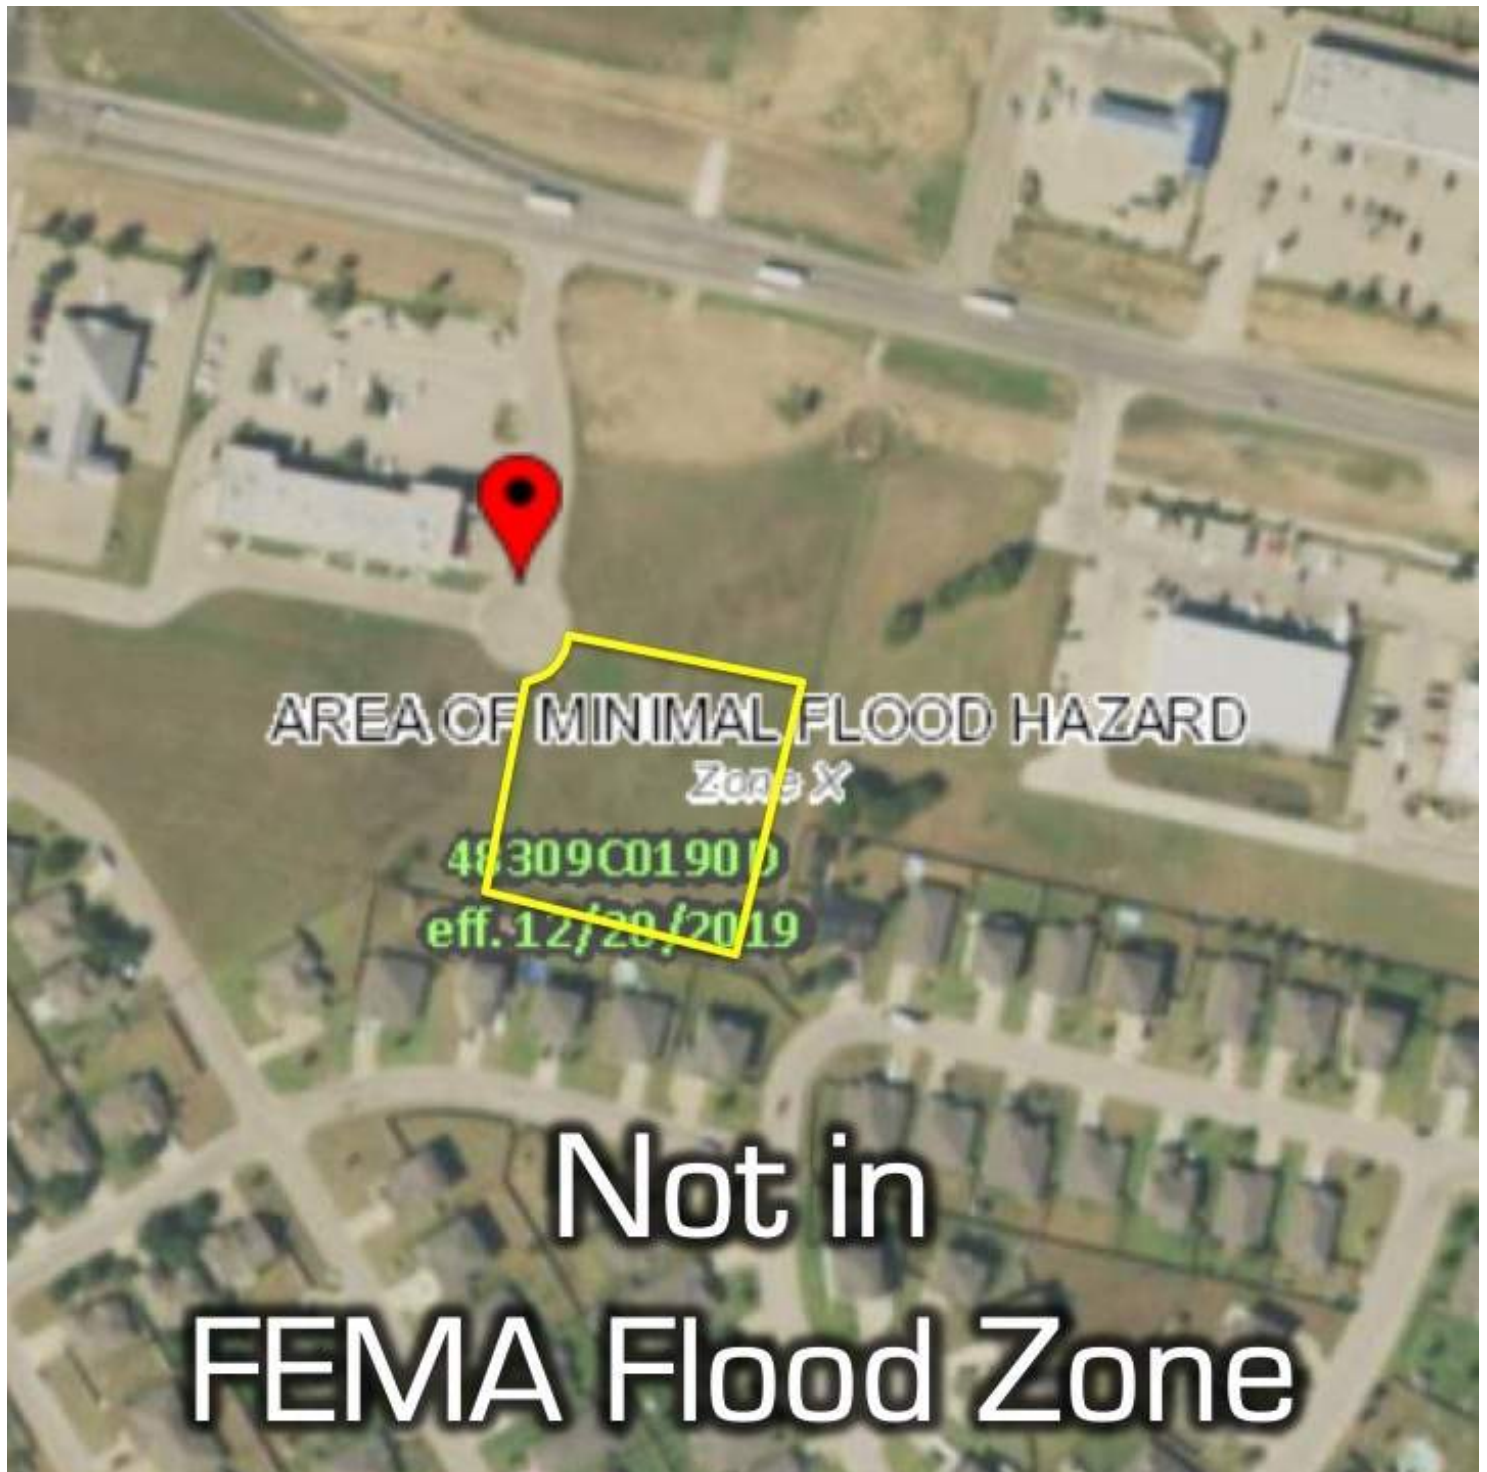 AREA OF MINIMAL FLOOD HAZARD
Zone X
48309C0190D
eff. 12/20/2019
Not in
FEMA Flood Zone